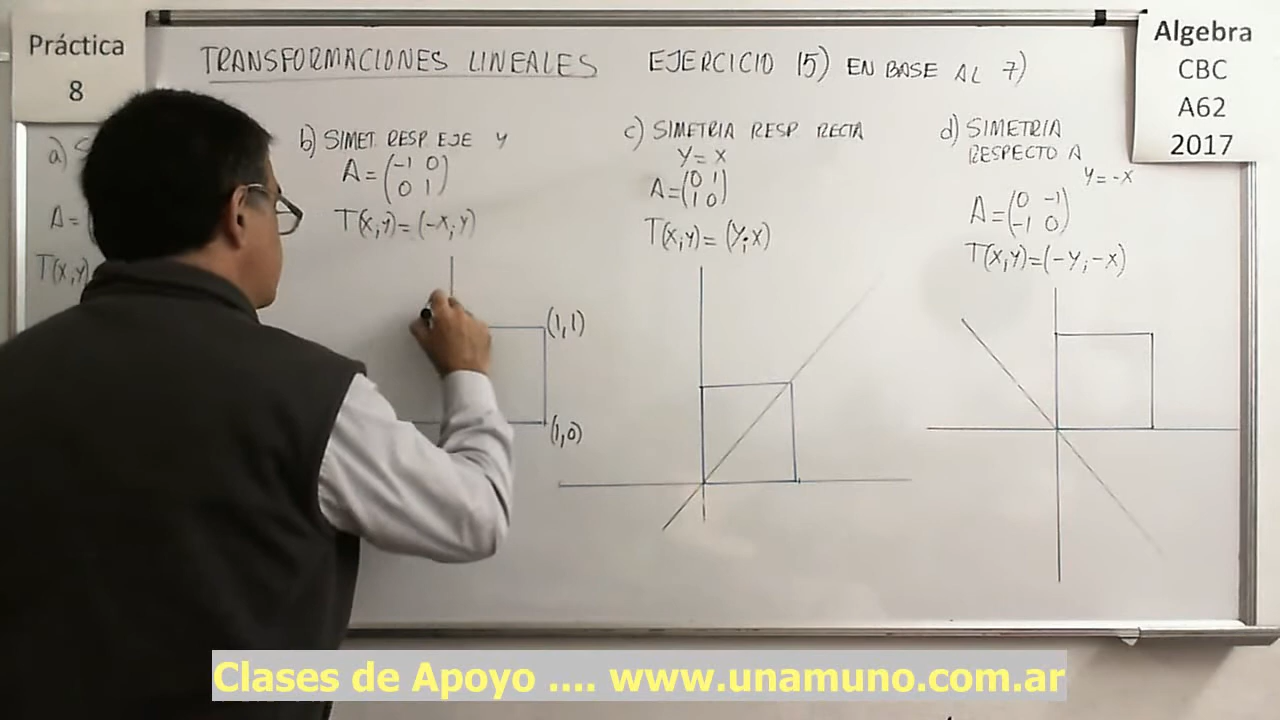 Práctica
8
Algebra
CBC
A62
2017
TRANSFORMACIONES LINEALES EJERCICIO 15) EN BASE AL 7)
a) S
A =
T(X,Y)
b) SIMET. RESP. EJE Y
A = (-1 0
0 1)
T(X,Y) = (-X, Y)
(1,1)
(1,0)
c) SIMETRIA RESP RECTA
Y = X
A = (0 1
1 0)
T(X,Y) = (Y;X)
d) SIMETRIA
RESPECTO A
Y = -X
A = (0 -1
-1 0)
T(X,Y) = (-Y;-X)
Clases de Apoyo .... www.unamuno.com.ar